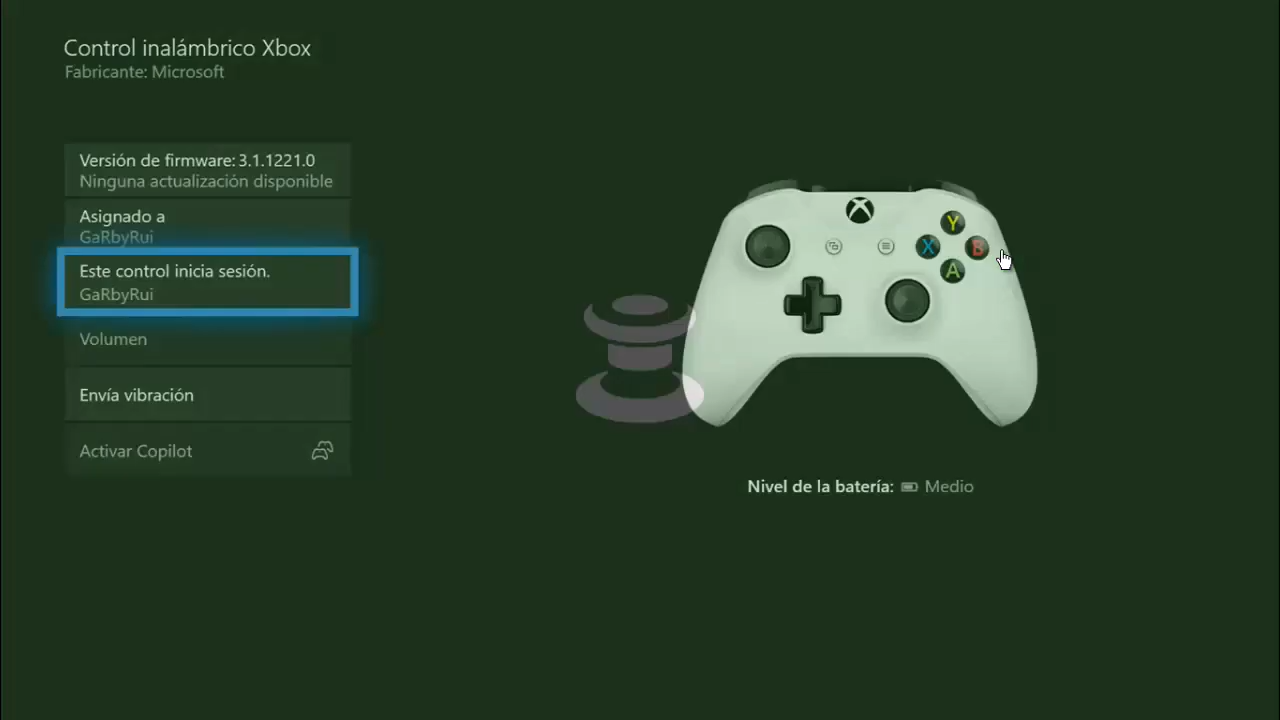 Control inalámbrico Xbox
Fabricante: Microsoft
Versión de firmware: 3.1.1221.0
Ninguna actualización disponible
Asignado a
GaRbyRui
Este control inicia sesión.
GaRbyRui
Volumen
Envía vibración
Activar Copilot
Y
X
B
A
Nivel de la batería: Medio